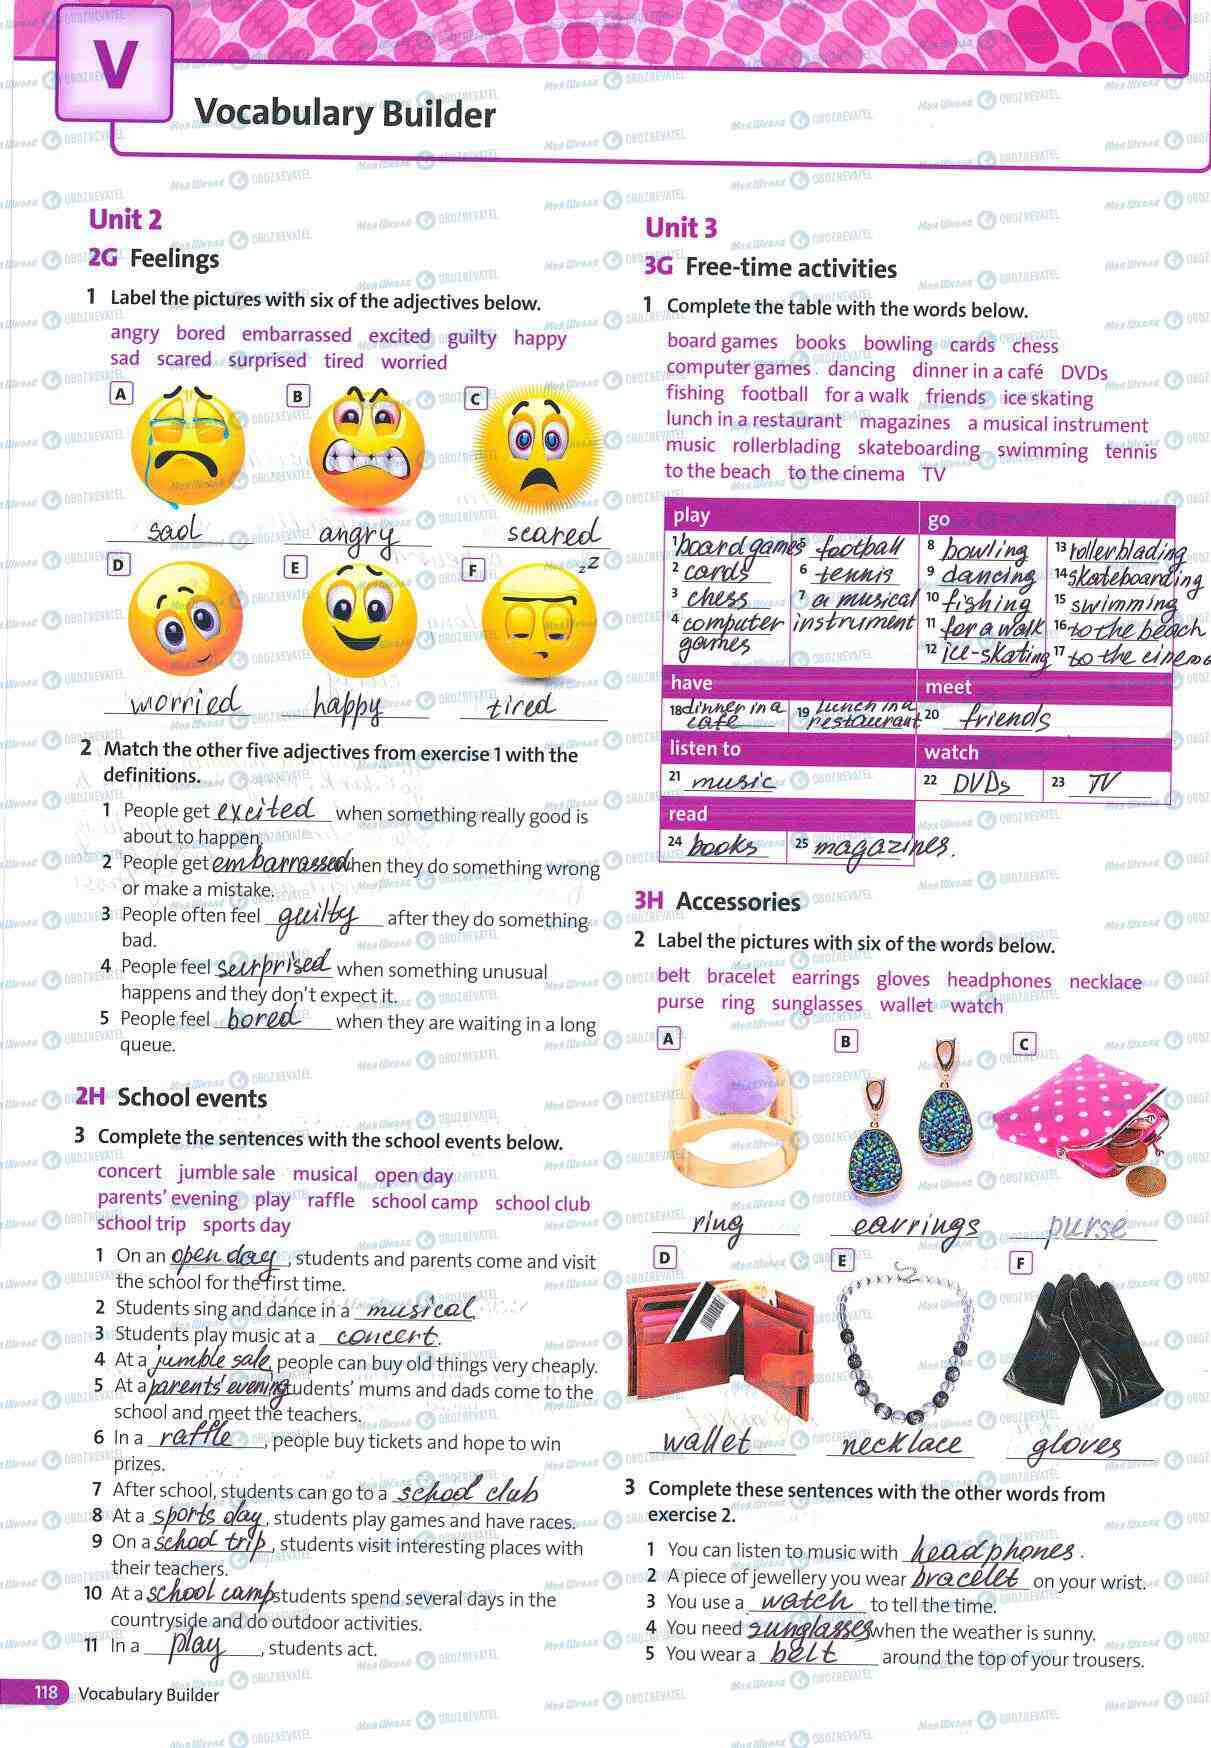 V
Vocabulary Builder
Unit 2
2G Feelings
1 Label the pictures with six of the adjectives below.
angry bored embarrassed excited guilty happy
sad scared surprised tired worried
A B C
sad angry scared
D E F
zZ
worried happy tired
2 Match the other five adjectives from exercise 1 with the
definitions.
1 People get excited when something really good is
about to happen.
2 People get embarrassed when they do something wrong
or make a mistake.
3 People often feel guilty after they do something
bad.
4 People feel surprised when something unusual
happens and they don't expect it.
5 People feel bored when they are waiting in a long
queue.
2H School events
3 Complete the sentences with the school events below.
concert jumble sale musical open day
parents' evening play raffle school camp school club
school trip sports day
1 On an open day, students and parents come and visit
the school for the first time.
2 Students sing and dance in a musical.
3 Students play music at a concert.
4 At a jumble sale, people can buy old things very cheaply.
5 At a parents' evening students' mums and dads come to the
school and meet the teachers.
6 In a raffle, people buy tickets and hope to win
prizes.
7 After school, students can go to a school club
8 At a sports day, students play games and have races.
9 On a school trip, students visit interesting places with
their teachers.
10 At a school camp students spend several days in the
countryside and do outdoor activities.
11 In a play, students act.
118 Vocabulary Builder
Unit 3
3G Free-time activities
1 Complete the table with the words below.
board games books bowling cards chess
computer games dancing dinner in a café DVDs
fishing football for a walk friends ice skating
lunch in a restaurant magazines a musical instrument
music rollerblading skateboarding swimming tennis
to the beach to the cinema TV
play go
1 board games 5 football 8 bowling 13 rollerblading
2 cards 6 tennis 9 dancing 14 skateboarding
3 chess 7 a musical 10 fishing 15 swimming
4 computer instrument 11 for a walk 16 to the beach
games 12 ice-skating 17 to the cinema
have meet
18 dinner in a 19 lunch in a 20 friends
cafe restaurant
listen to watch
21 music 22 DVDs 23 TV
read
24 books 25 magazines.
3H Accessories
2 Label the pictures with six of the words below.
belt bracelet earrings gloves headphones necklace
purse ring sunglasses wallet watch
A B C
ring earrings purse
D E F
wallet necklace gloves
3 Complete these sentences with the other words from
exercise 2.
1 You can listen to music with headphones.
2 A piece of jewellery you wear bracelet on your wrist.
3 You use a watch to tell the time.
4 You need sunglasses when the weather is sunny.
5 You wear a belt around the top of your trousers.